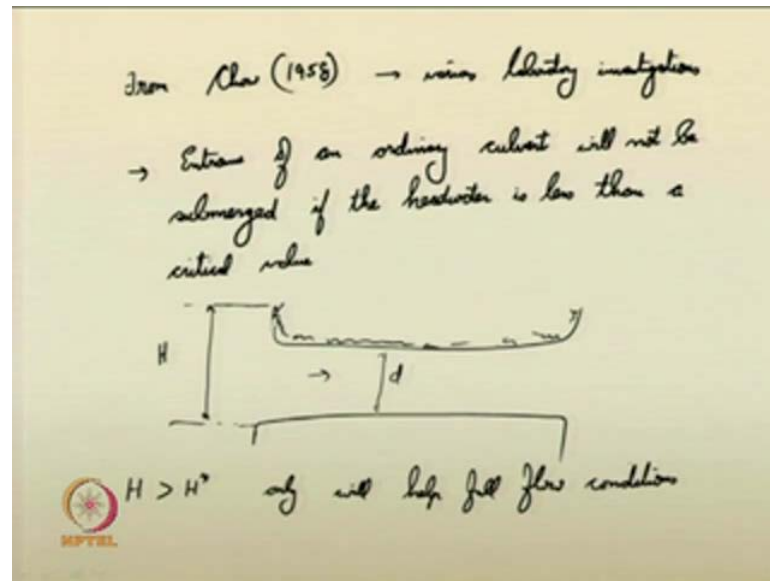 From Chow (1958) → various laboratory investigations
→ Entrance of an ordinary culvert will not be
submerged if the headwater is less than a
critical value
H
→
d
H > H* only will help full flow conditions
NPTEL